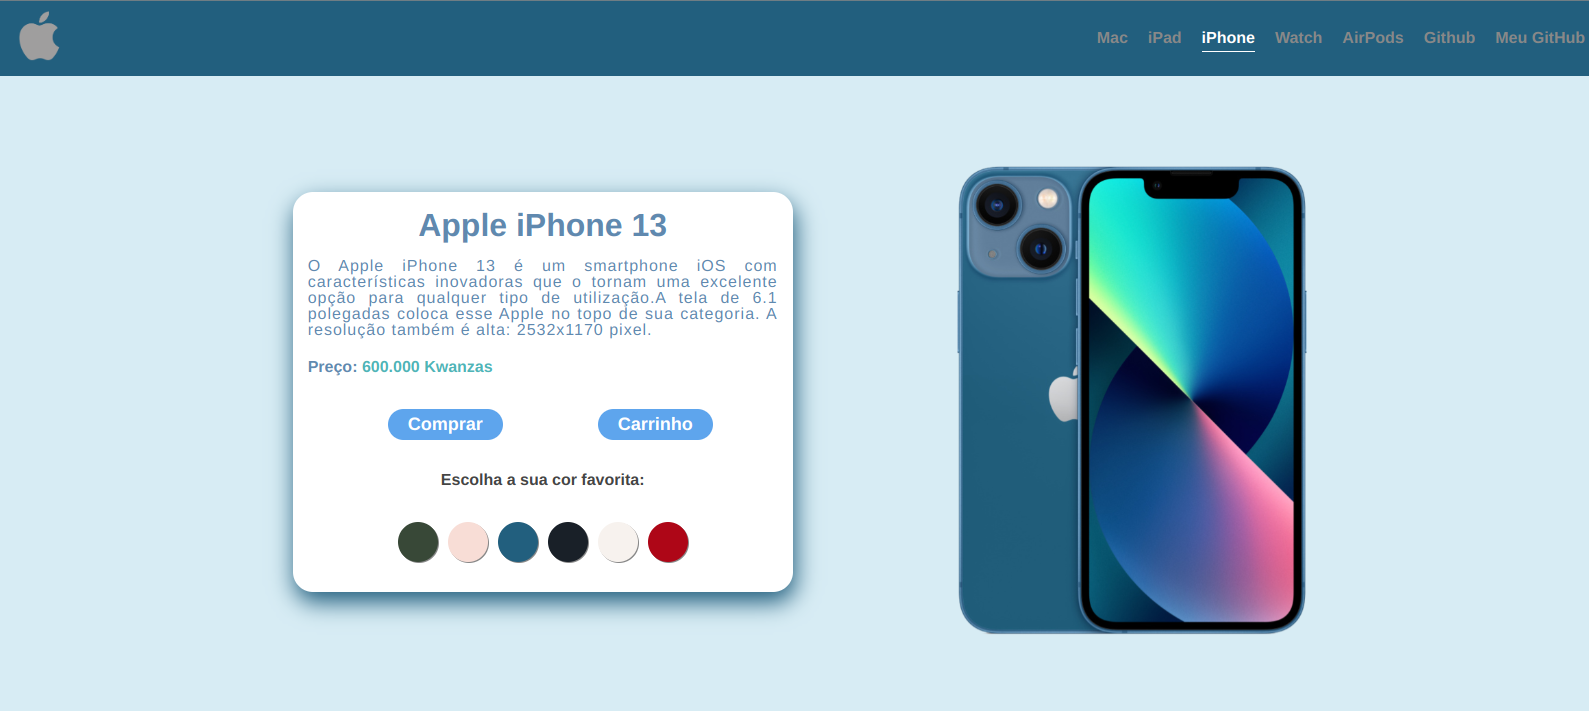 Mac iPad iPhone Watch AirPods Github Meu GitHub
Apple iPhone 13
O Apple iPhone 13 é um smartphone iOS com
características inovadoras que o tornam uma excelente
opção para qualquer tipo de utilização.A tela de 6.1
polegadas coloca esse Apple no topo de sua categoria. A
resolução também é alta: 2532x1170 pixel.
Preço: 600.000 Kwanzas
Comprar Carrinho
Escolha a sua cor favorita: